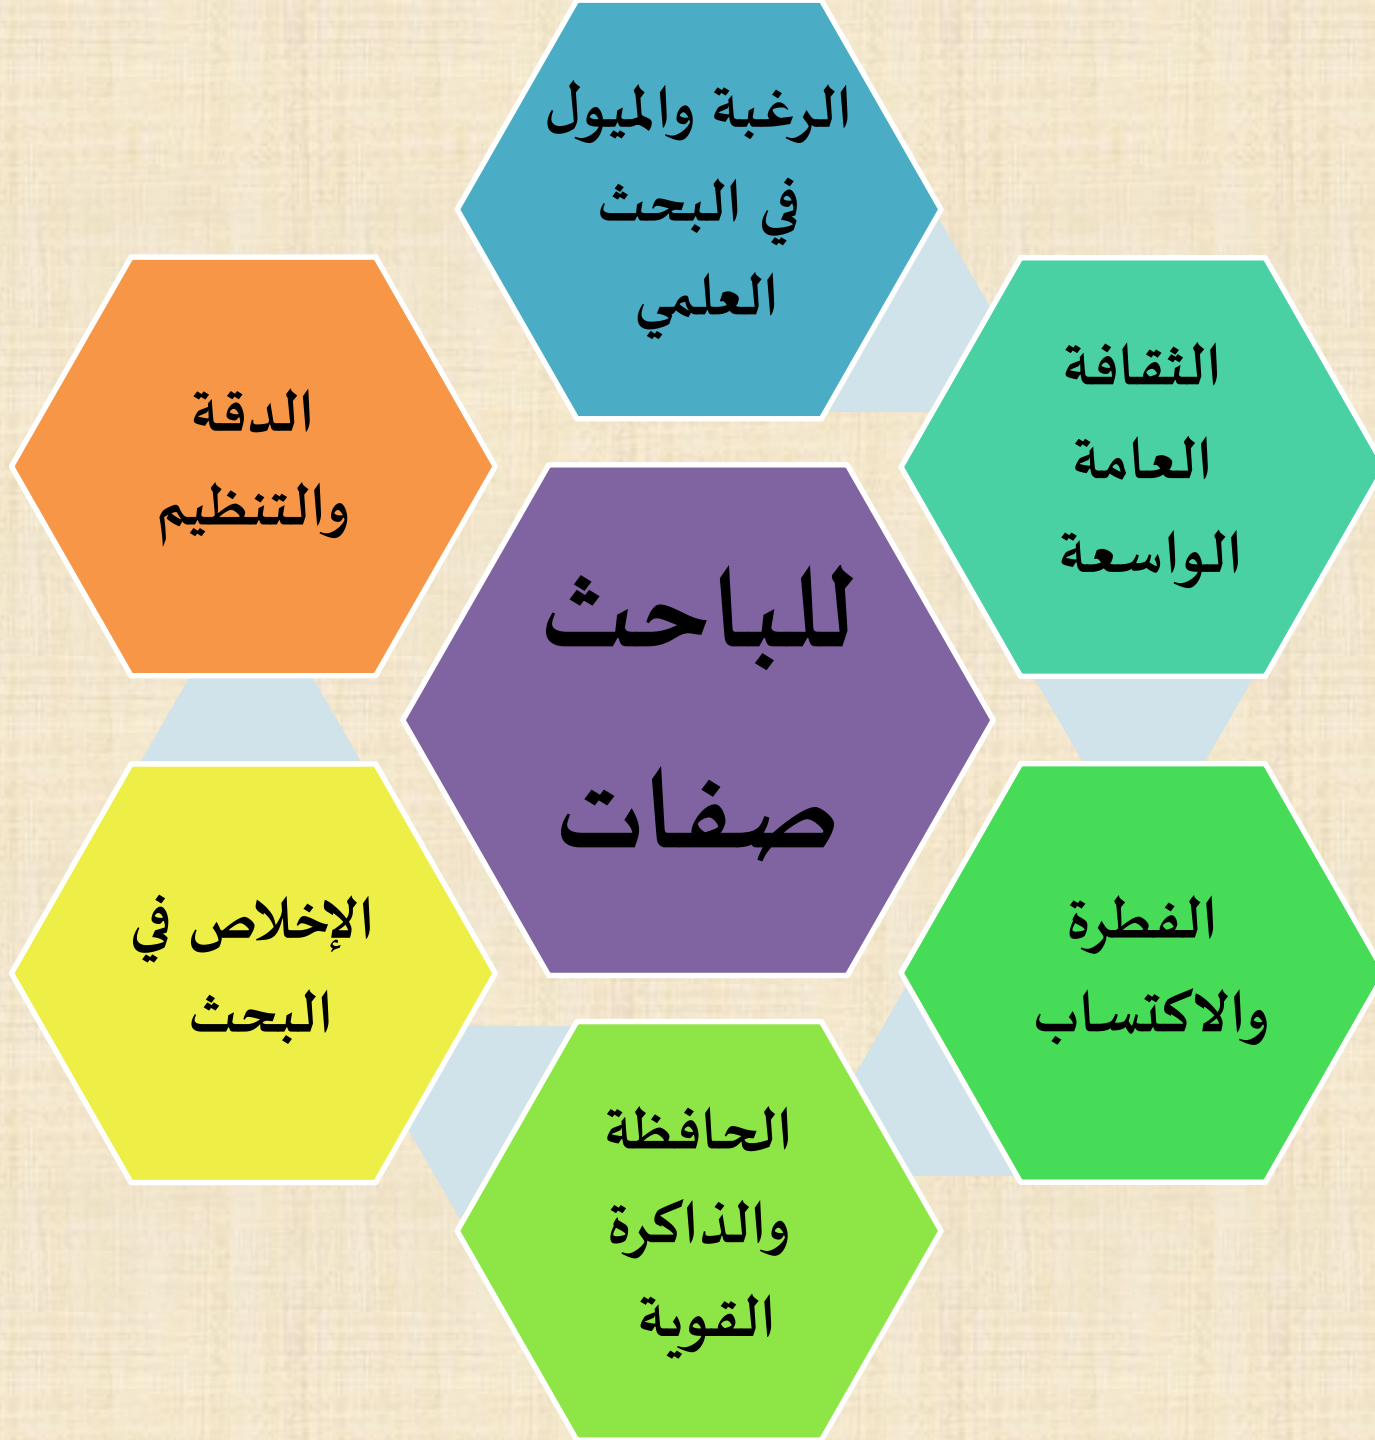 الرغبة والميول
في البحث
العلمي
الثقافة
العامة
الواسعة
الفطرة
والاكتساب
الحافظة
والذاكرة
القوية
الإخلاص في
البحث
الدقة
والتنظيم
للباحث
صفات